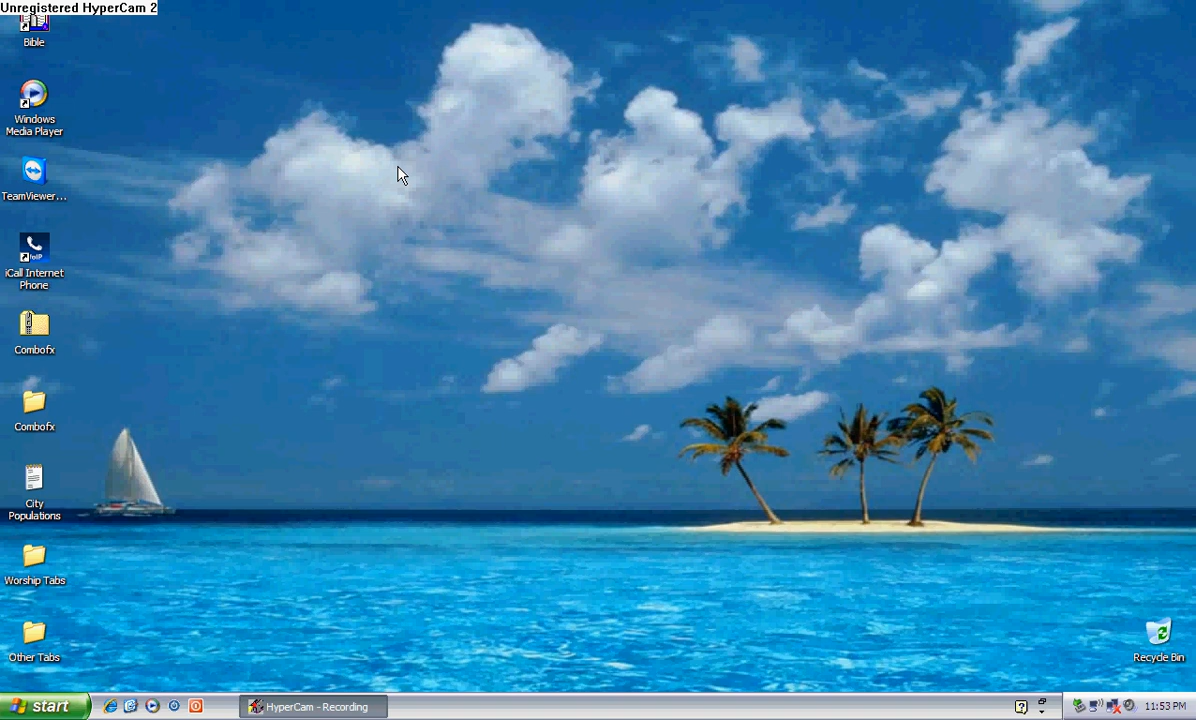 Unregistered HyperCam 2
Bible
Windows
Media Player
TeamViewer...
iCall Internet
Phone
Combofx
Combofx
City
Populations
Worship Tabs
Other Tabs
Recycle Bin
start
HyperCam - Recording
11:53 PM